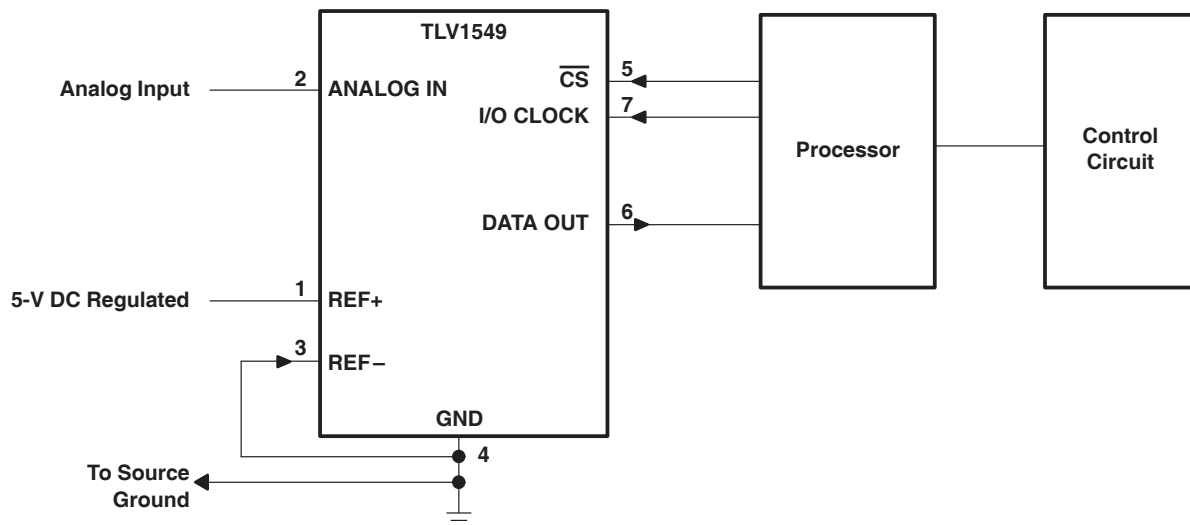 TLV1549
Analog Input
2
ANALOG IN
CS
5
I/O CLOCK
7
Processor
Control
Circuit
DATA OUT
6
5-V DC Regulated
1
REF+
3
REF−
GND
4
To Source
Ground